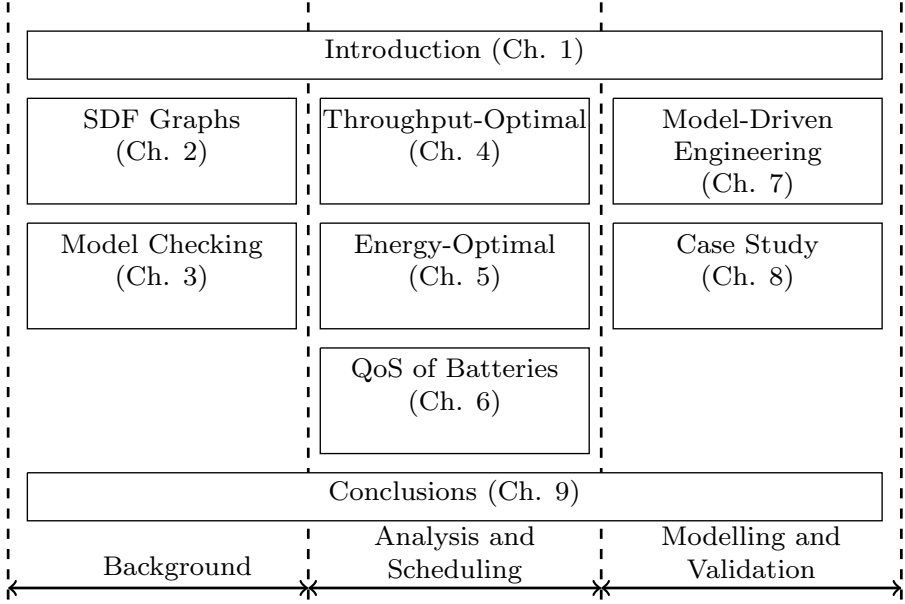 Introduction (Ch. 1)
SDF Graphs
(Ch. 2)
Throughput-Optimal
(Ch. 4)
Model-Driven
Engineering
(Ch. 7)
Model Checking
(Ch. 3)
Energy-Optimal
(Ch. 5)
Case Study
(Ch. 8)
QoS of Batteries
(Ch. 6)
Conclusions (Ch. 9)
Background
Analysis and
Scheduling
Modelling and
Validation